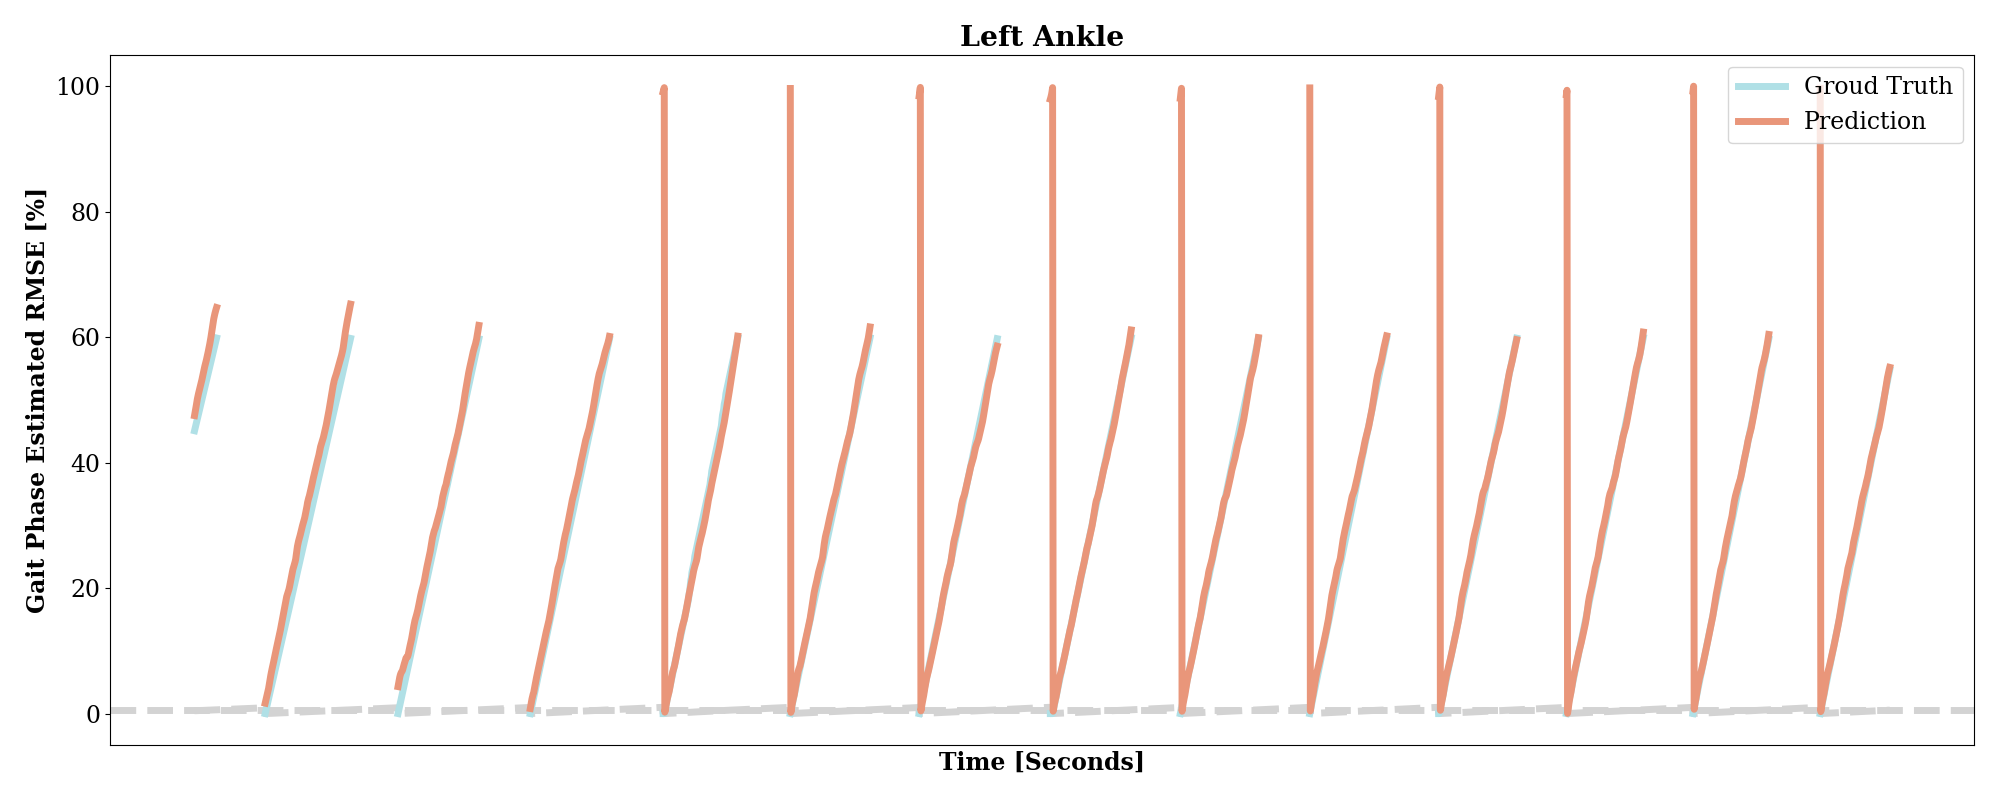 Left Ankle
Gait Phase Estimated RMSE [%]
100
80
60
40
20
0
Groud Truth
Prediction
Time [Seconds]